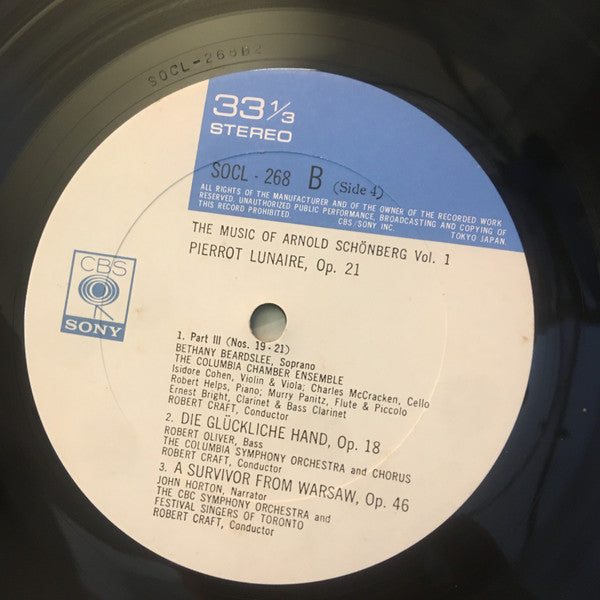 SOCL-268B2
33 1/3
STEREO
SOCL - 268 B (Side 4)
ALL RIGHTS OF THE MANUFACTURER AND OF THE OWNER OF THE RECORDED WORK
RESERVED. UNAUTHORIZED PUBLIC PERFORMANCE, BROADCASTING AND COPYING OF
THIS RECORD PROHIBITED. CBS/SONY INC. TOKYO JAPAN.
THE MUSIC OF ARNOLD SCHÖNBERG Vol. 1
PIERROT LUNAIRE, Op. 21
CBS
SONY
1. Part III (Nos. 19-21)
BETHANY BEARDSLEE, Soprano
THE COLUMBIA CHAMBER ENSEMBLE
Isidore Cohen, Violin & Viola; Charles McCracken, Cello
Robert Helps, Piano; Murry Panitz, Flute & Piccolo
Ernest Bright, Clarinet & Bass Clarinet
ROBERT CRAFT, Conductor
2. DIE GLÜCKLICHE HAND, Op. 18
ROBERT OLIVER, Bass
THE COLUMBIA SYMPHONY ORCHESTRA and CHORUS
ROBERT CRAFT, Conductor
3. A SURVIVOR FROM WARSAW, Op. 46
JOHN HORTON, Narrator
THE CBC SYMPHONY ORCHESTRA and
FESTIVAL SINGERS OF TORONTO
ROBERT CRAFT, Conductor